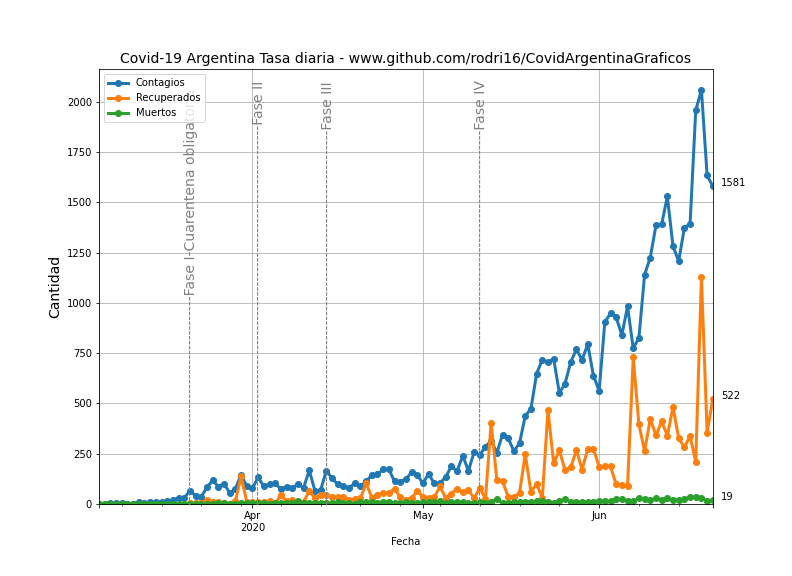 Covid-19 Argentina Tasa diaria - www.github.com/rodri16/CovidArgentinaGraficos
Contagios
Recuperados
Muertos
Fase I-Cuarentena obligatoria
Fase II
Fase III
Fase IV
2000
1750
1500
1250
1000
750
500
250
0
Cantidad
1581
522
19
Apr
2020
May
Jun
Fecha